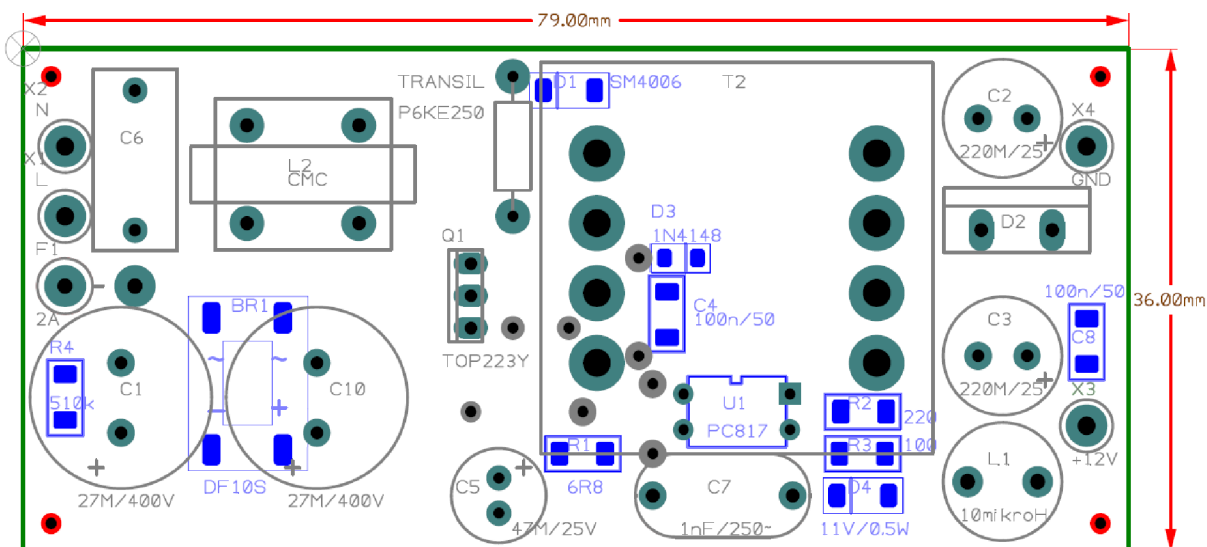 79.00mm
X2
N
C6
TRANSIL
P6KE250
D1
SM4006
T2
C2
220M/25
+
X4
GND
X1
L
L2
CMC
D3
1N4148
D2
F1
2A
Q1
TOP223Y
C4
100n/50
100n/50
C8
36.00mm
BR1
~ ~
- +
DF10S
R4
510k
C1
+
27M/400V
C10
+
27M/400V
C3
220M/25
+
X3
+12V
U1
PC817
R2
220
R3
100
C5
+
47M/25V
R1
6R8
C7
1nF/250~
D4
11V/0.5W
L1
10mikroH